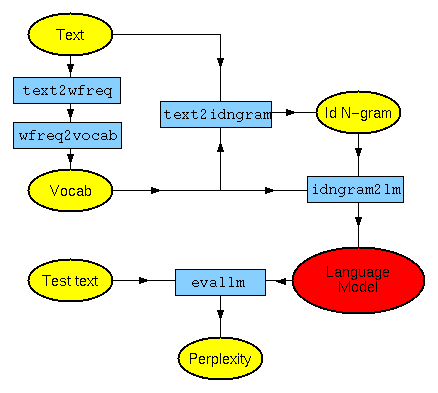 Text
text2wfreq
text2idngram
Id N-gram
wfreq2vocab
Vocab
idngram2lm
Test text
evallm
Language
Model
Perplexity